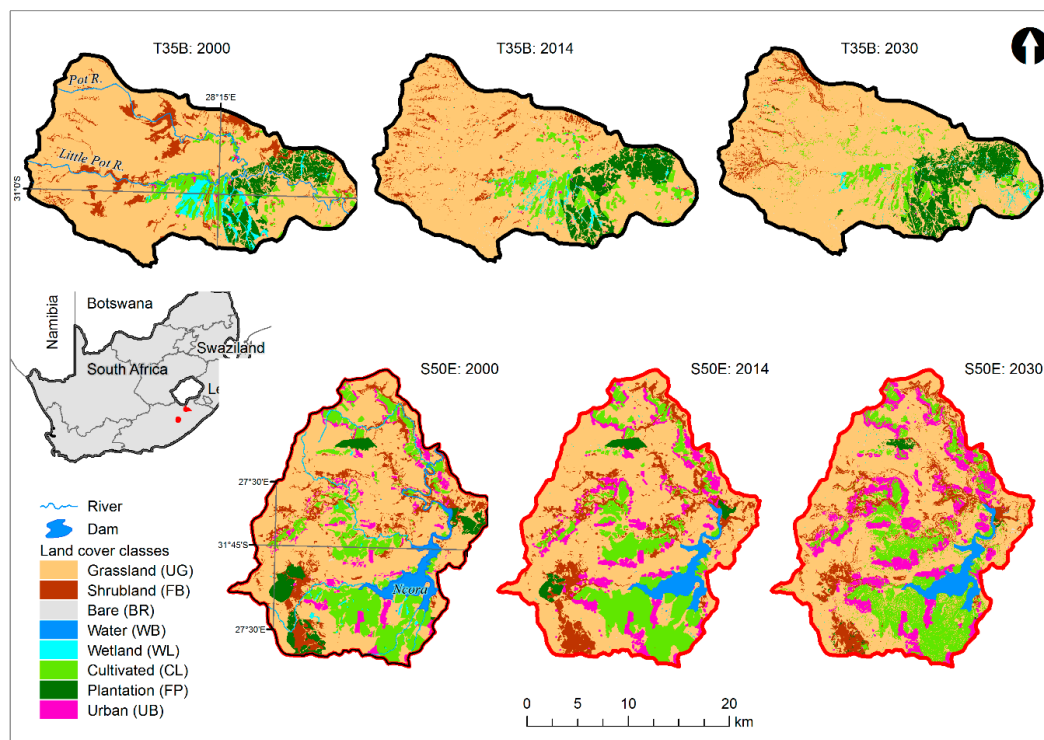 T35B: 2000
T35B: 2014
T35B: 2030
Pot R.
28°15'E
Little Pot R.
31°0'S
Namibia
Botswana
Swaziland
South Africa
Le
S50E: 2000
S50E: 2014
S50E: 2030
27°30'E
31°45'E
Ncora
27°30'E
River
Dam
Land cover classes
Grassland (UG)
Shrubland (FB)
Bare (BR)
Water (WB)
Wetland (WL)
Cultivated (CL)
Plantation (FP)
Urban (UB)
0 5 10 20
km